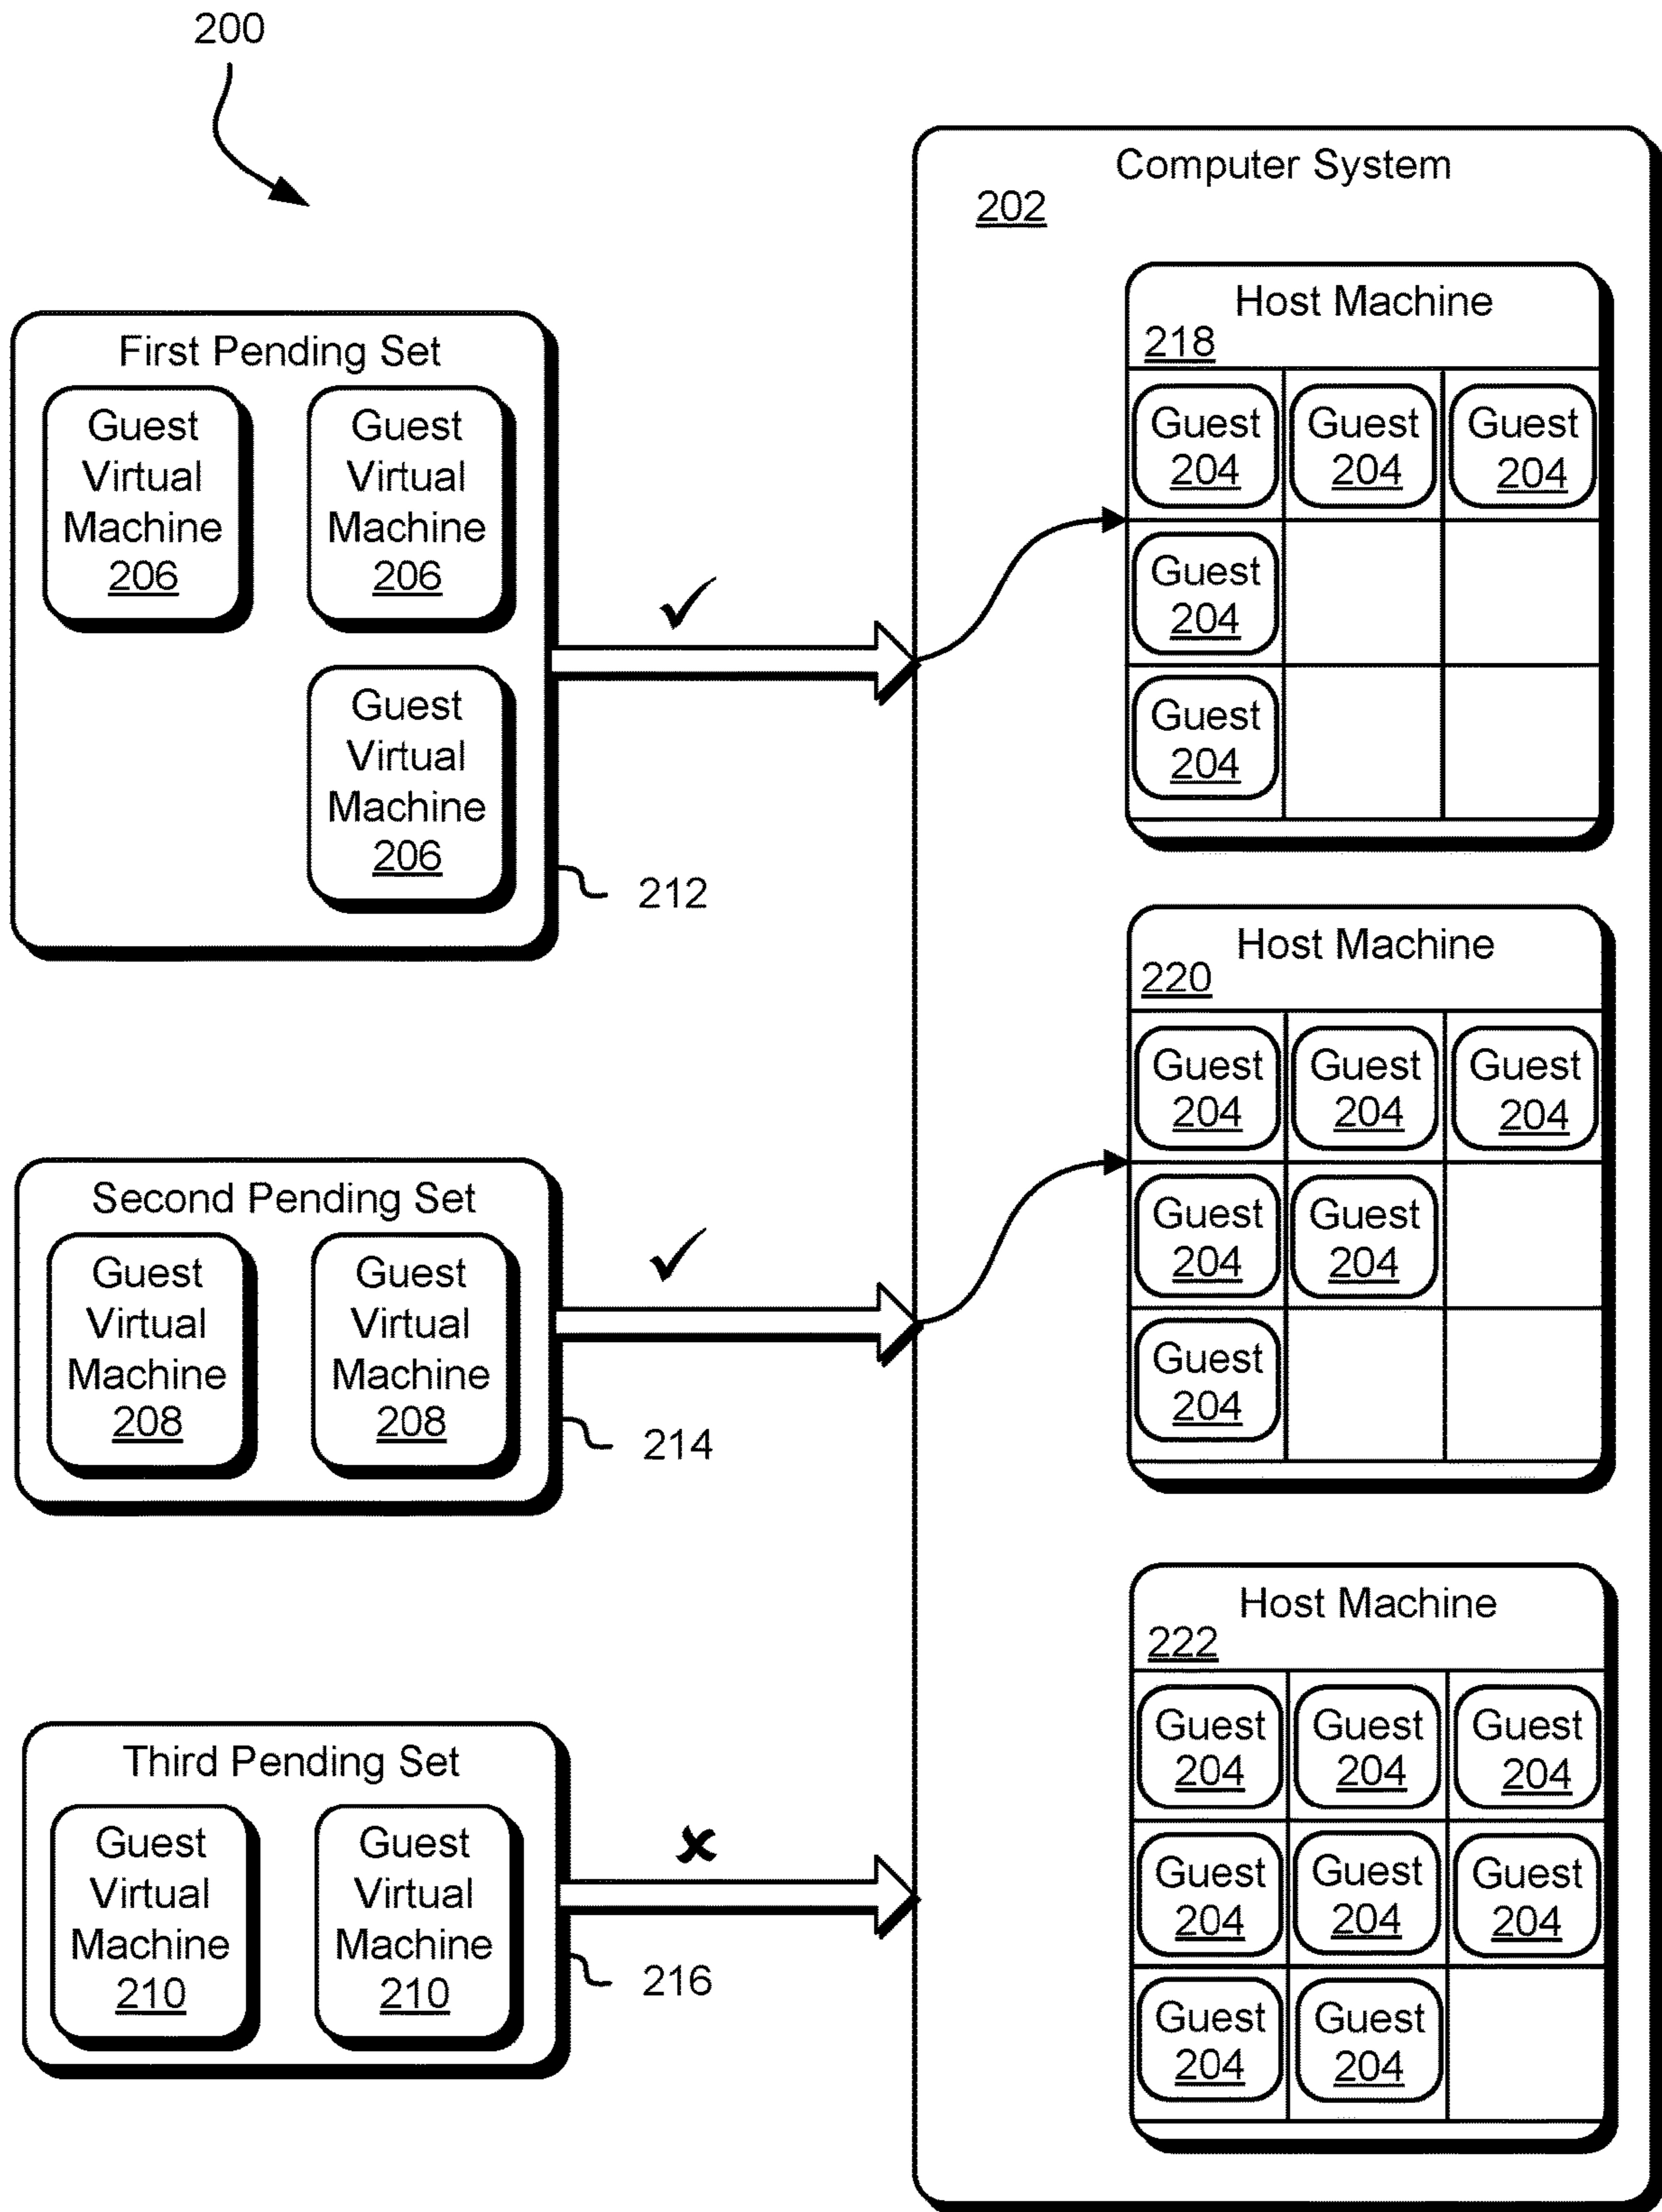 200
Computer System
202
First Pending Set
Guest
Virtual
Machine
206
Guest
Virtual
Machine
206
Guest
Virtual
Machine
206
212
Host Machine
218
Guest
204
Guest
204
Guest
204
Guest
204
Guest
204
Host Machine
220
Guest
204
Guest
204
Guest
204
Guest
204
Guest
204
Guest
204
Second Pending Set
Guest
Virtual
Machine
208
Guest
Virtual
Machine
208
214
Host Machine
222
Guest
204
Guest
204
Guest
204
Guest
204
Guest
204
Guest
204
Guest
204
Guest
204
Third Pending Set
Guest
Virtual
Machine
210
Guest
Virtual
Machine
210
216